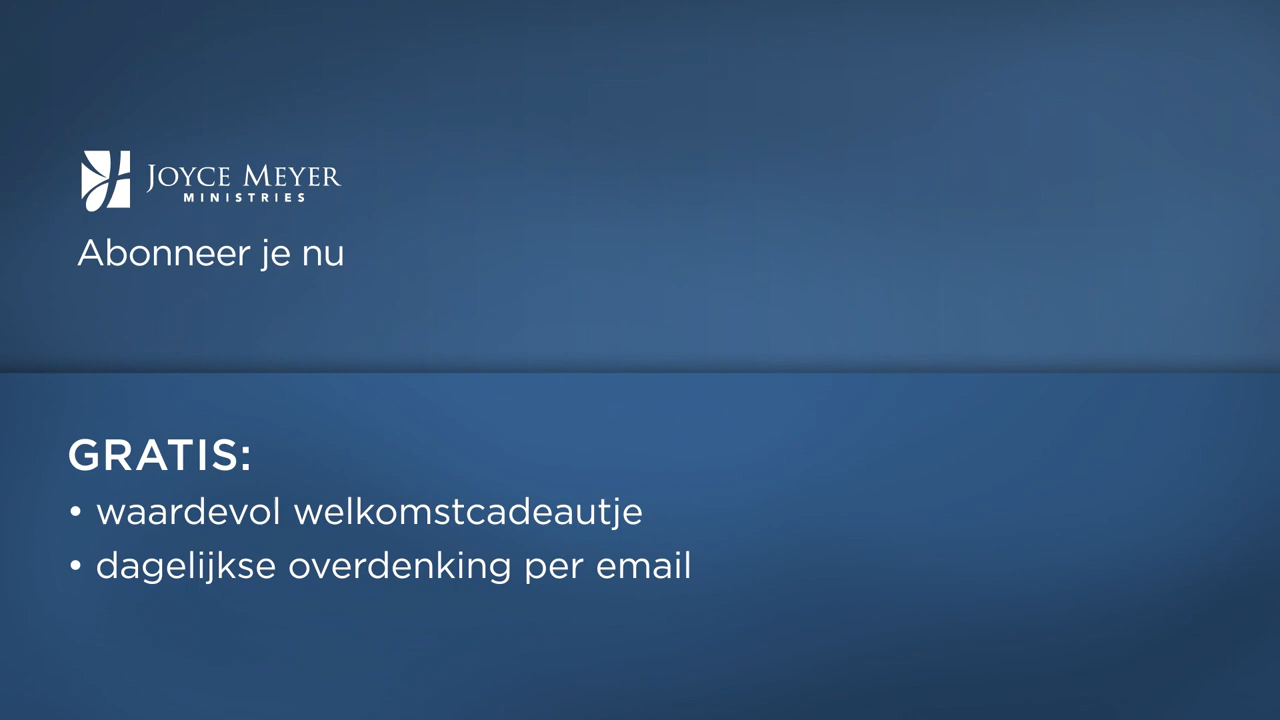 JOYCE MEYER
MINISTRIES
Abonneer je nu
GRATIS:
• waardevol welkomstcadeautje
• dagelijkse overdenking per email